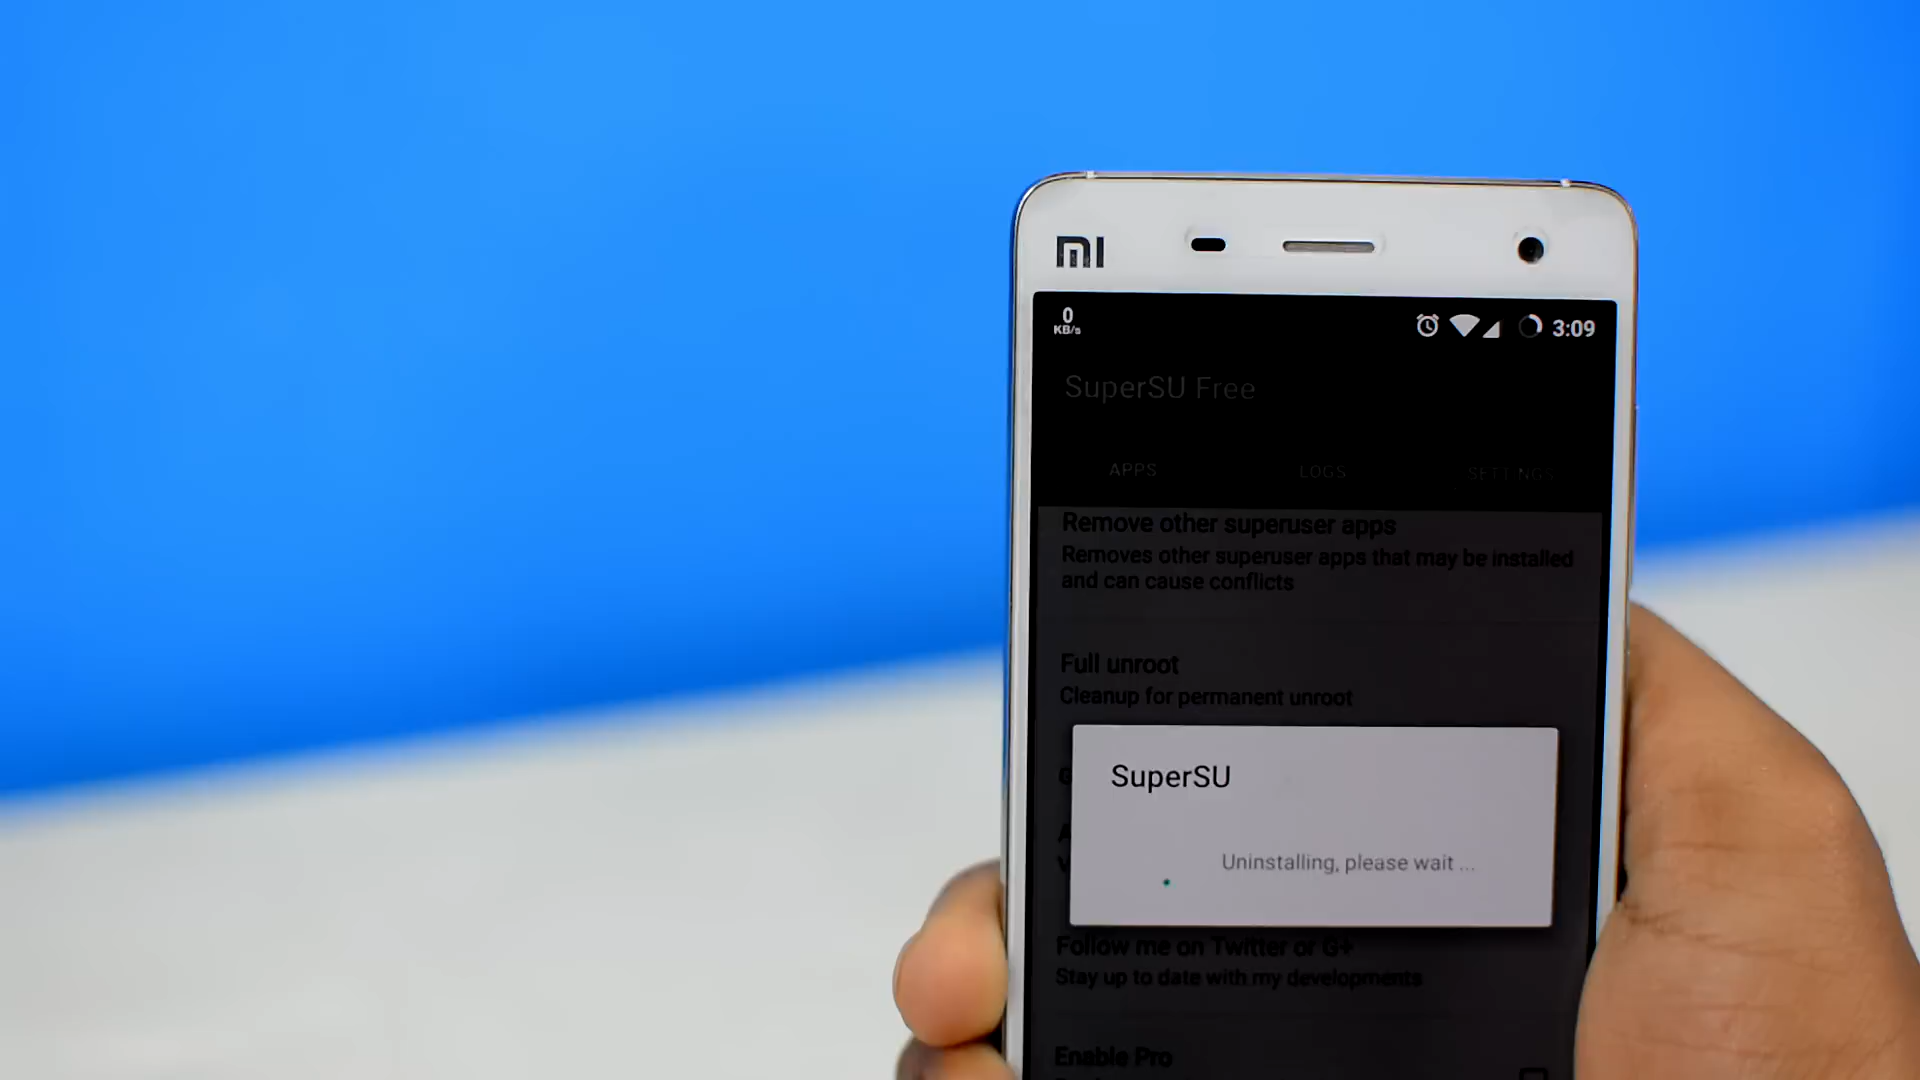 MI
0
KB/s
3:09
SuperSU Free
APPS LOGS SETTINGS
Remove other superuser apps
Removes other superuser apps that may be installed
and can cause conflicts
Full unroot
Cleanup for permanent unroot
SuperSU
Uninstalling, please wait ...
Follow me on Twitter or G+
Stay up to date with my developments
Enable Pro